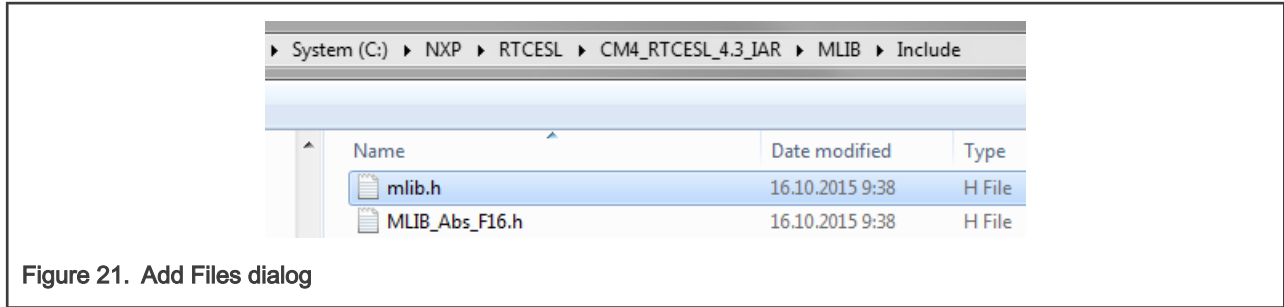 System (C:) ▸ NXP ▸ RTCESL ▸ CM4_RTCESL_4.3_IAR ▸ MLIB ▸ Include
Name Date modified Type
mlib.h 16.10.2015 9:38 H File
MLIB_Abs_F16.h 16.10.2015 9:38 H File
Figure 21. Add Files dialog